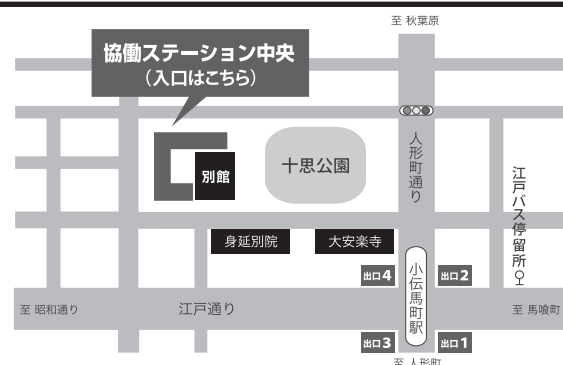 至 秋葉原
協働ステーション中央
（入口はこちら）
人形町通り
別館
十思公園
江戸バス停留所
身延別院
大安楽寺
出口4
小伝馬町駅
出口2
至 昭和通り
江戸通り
至 馬喰町
出口3
出口1
至 人形町